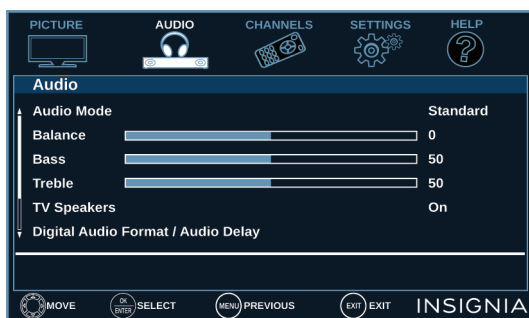 PICTURE AUDIO CHANNELS SETTINGS HELP
Audio
Audio Mode Standard
Balance 0
Bass 50
Treble 50
TV Speakers On
Digital Audio Format / Audio Delay
MOVE OK ENTER SELECT MENU PREVIOUS EXIT EXIT INSIGNIA